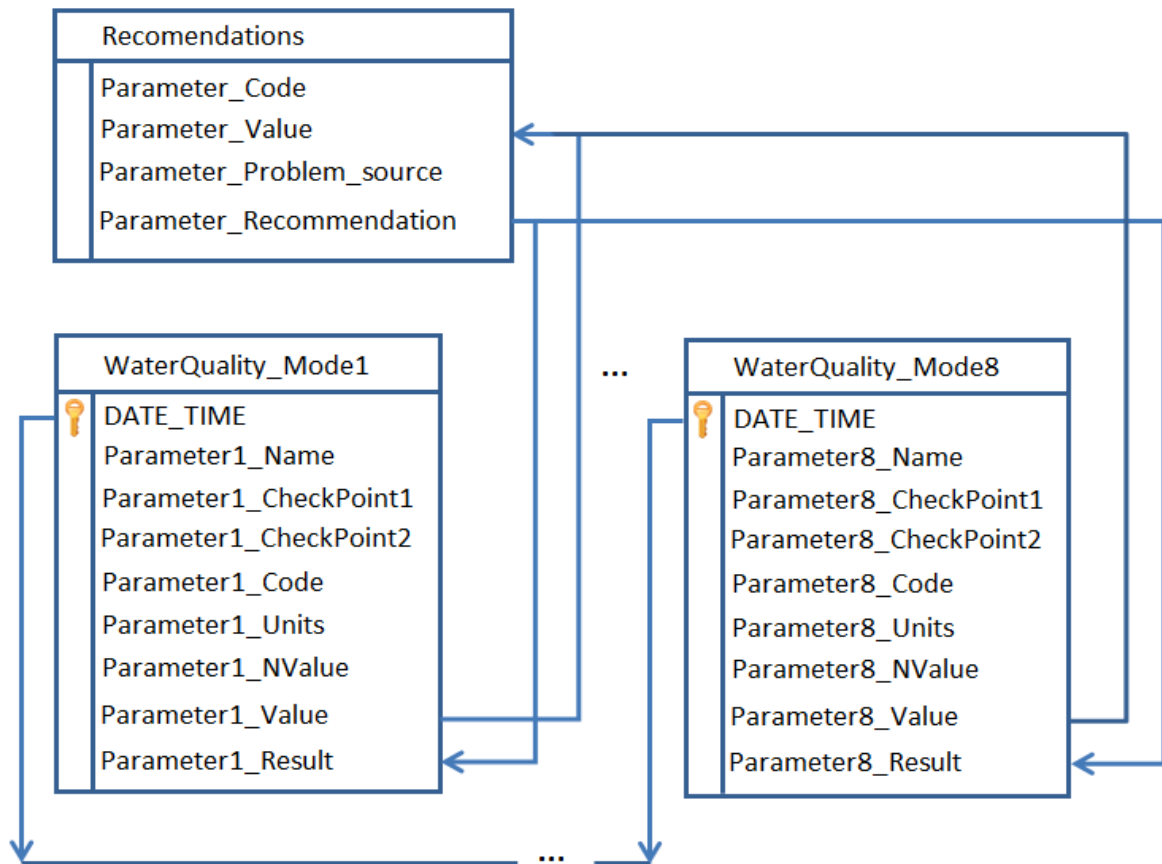 Recomendations
Parameter_Code
Parameter_Value
Parameter_Problem_source
Parameter_Recommendation
WaterQuality_Mode1
DATE_TIME
Parameter1_Name
Parameter1_CheckPoint1
Parameter1_CheckPoint2
Parameter1_Code
Parameter1_Units
Parameter1_NValue
Parameter1_Value
Parameter1_Result
...
WaterQuality_Mode8
DATE_TIME
Parameter8_Name
Parameter8_CheckPoint1
Parameter8_CheckPoint2
Parameter8_Code
Parameter8_Units
Parameter8_NValue
Parameter8_Value
Parameter8_Result
...